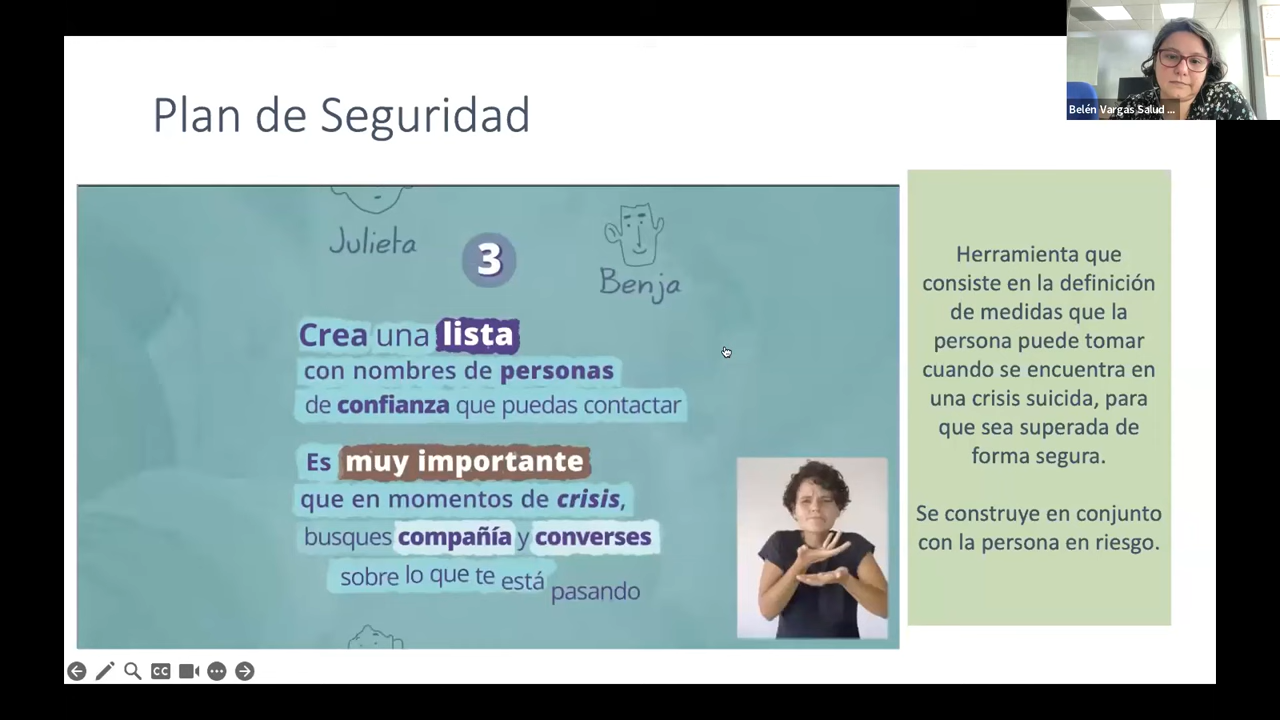 Plan de Seguridad
Belén Vargas Salud ...
Julieta
3
Benja
Crea una lista
con nombres de personas
de confianza que puedas contactar
Es muy importante
que en momentos de crisis,
busques compañía y converses
sobre lo que te está pasando
Herramienta que
consiste en la definición
de medidas que la
persona puede tomar
cuando se encuentra en
una crisis suicida, para
que sea superada de
forma segura.
Se construye en conjunto
con la persona en riesgo.
CC